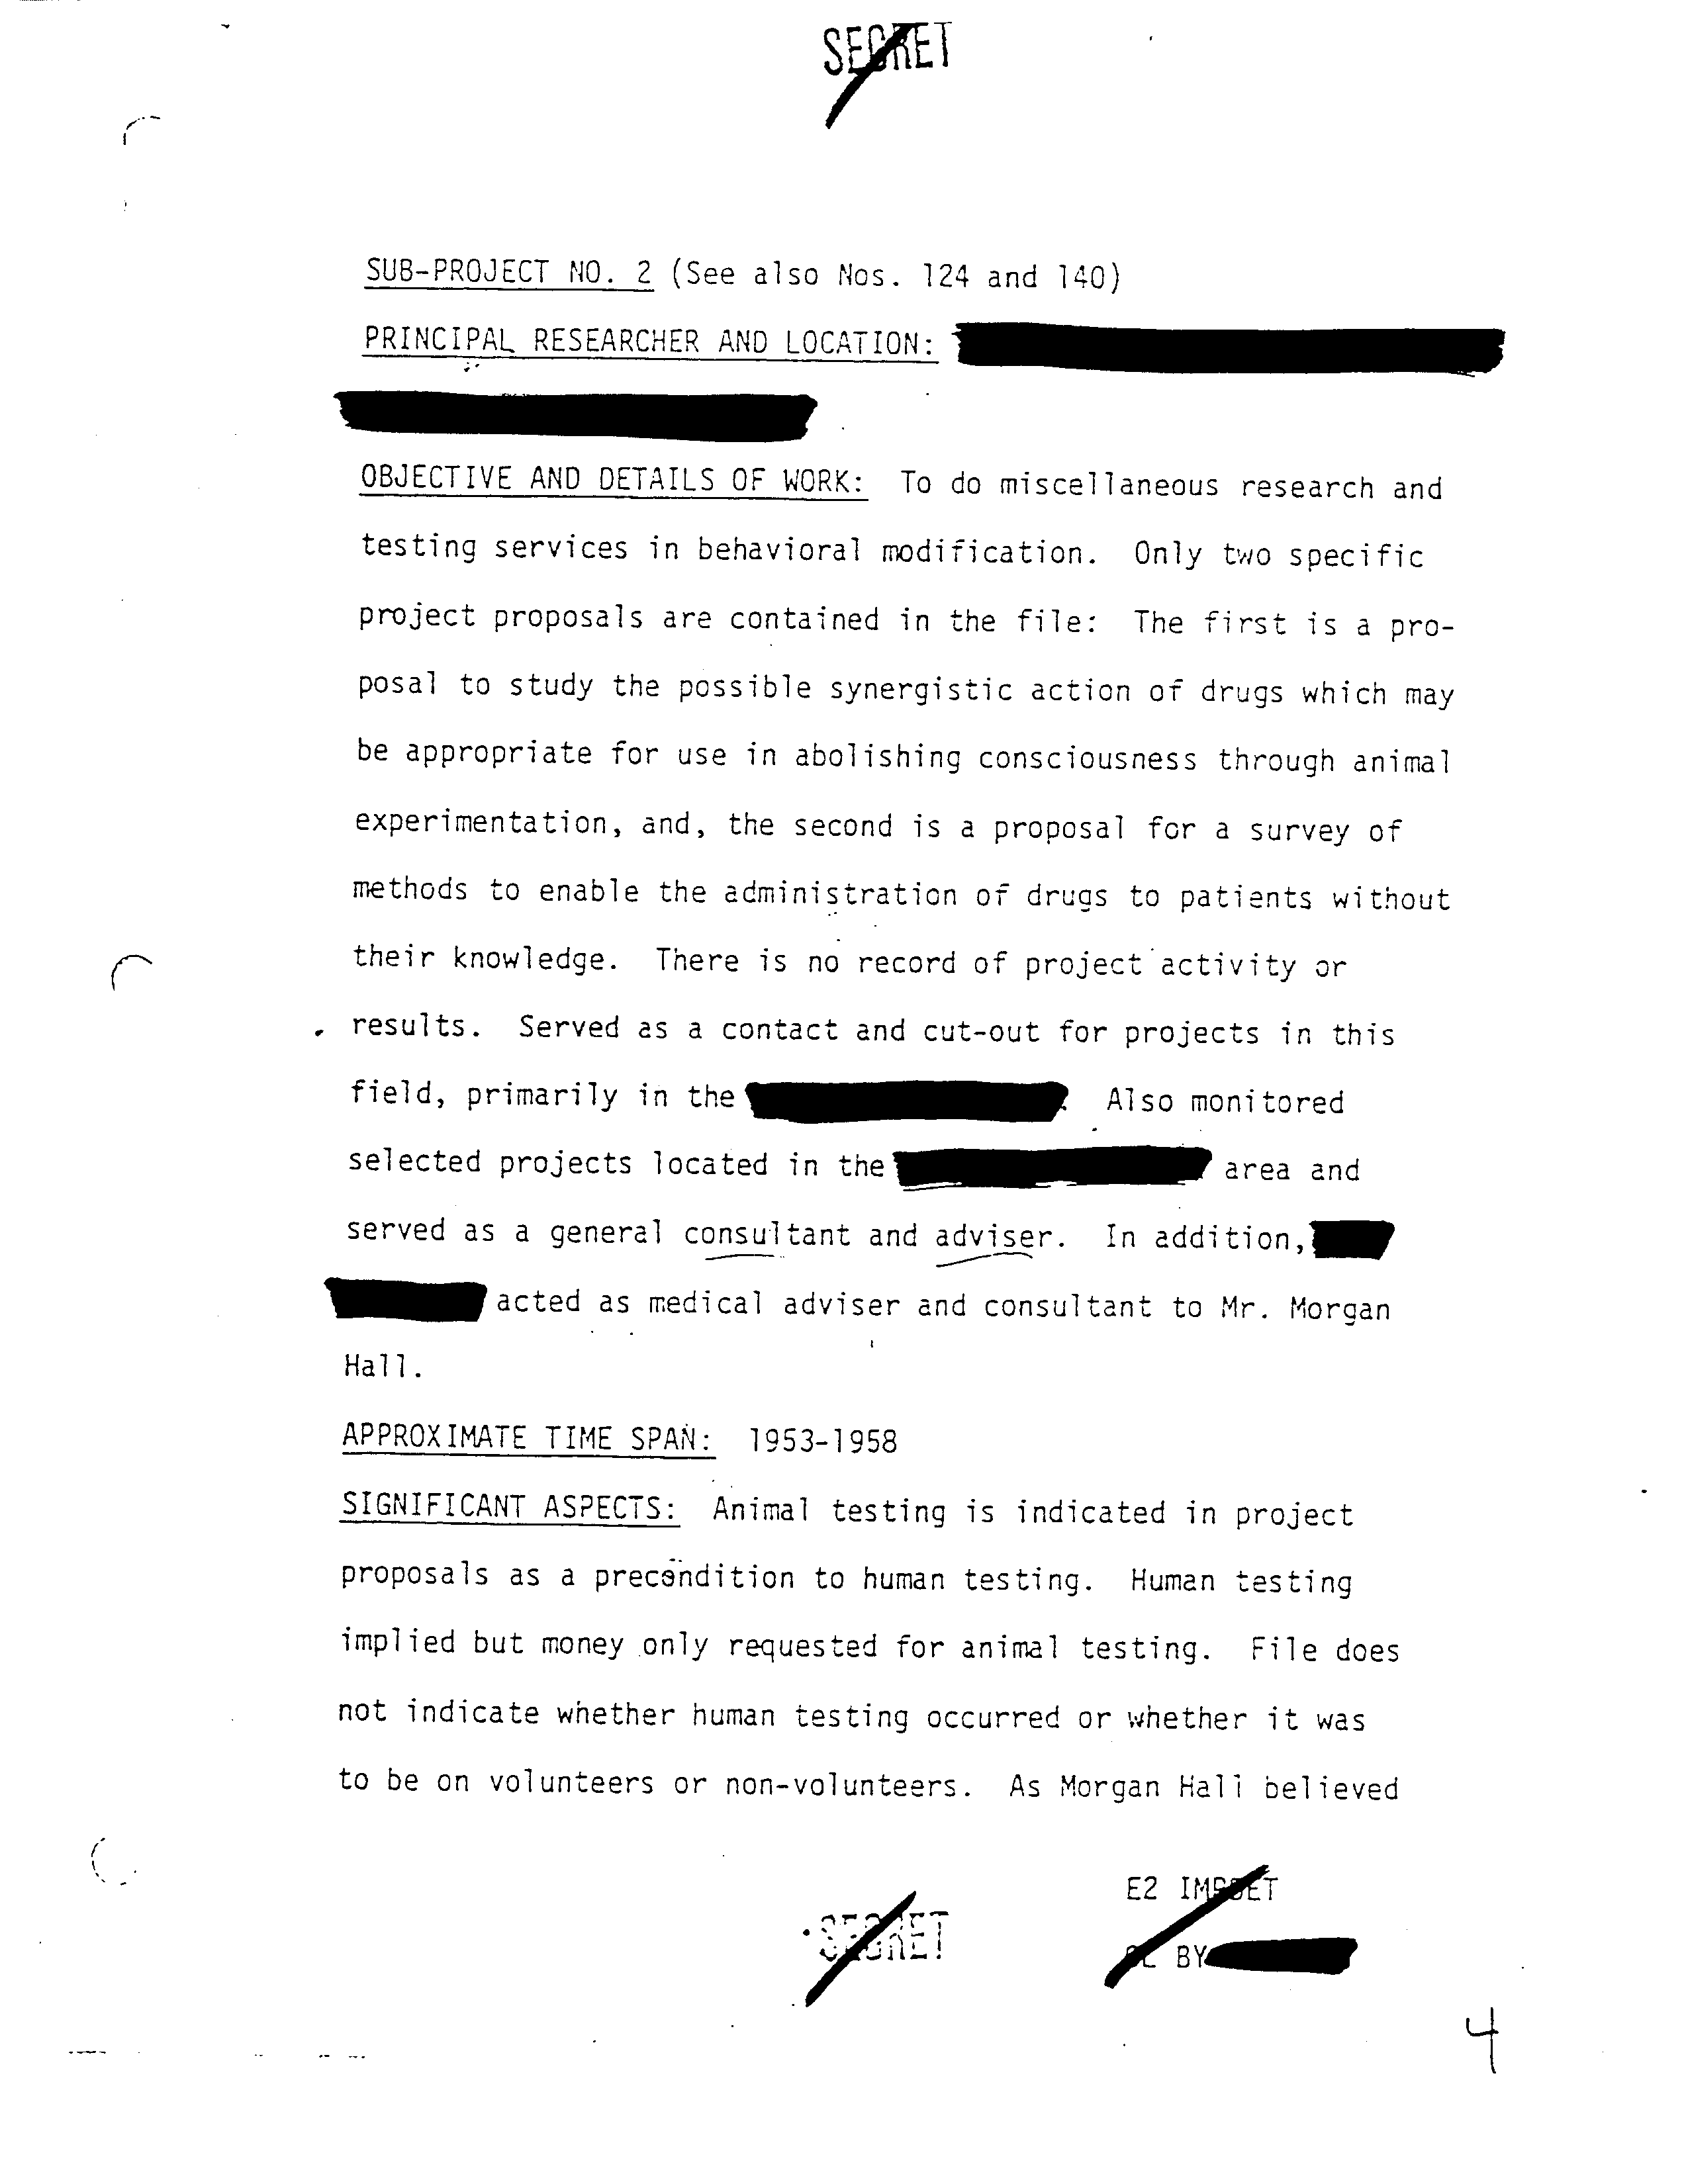 SECRET
SUB-PROJECT NO. 2 (See also Nos. 124 and 140)
PRINCIPAL RESEARCHER AND LOCATION:
OBJECTIVE AND DETAILS OF WORK: To do miscellaneous research and
testing services in behavioral modification. Only two specific
project proposals are contained in the file: The first is a pro-
posal to study the possible synergistic action of drugs which may
be appropriate for use in abolishing consciousness through animal
experimentation, and, the second is a proposal for a survey of
methods to enable the administration of drugs to patients without
their knowledge. There is no record of project activity or
results. Served as a contact and cut-out for projects in this
field, primarily in the
Also monitored
selected projects located in the
area and
served as a general consultant and adviser. In addition,
acted as medical adviser and consultant to Mr. Morgan
Hall.
APPROXIMATE TIME SPAN: 1953-1958
SIGNIFICANT ASPECTS: Animal testing is indicated in project
proposals as a precondition to human testing. Human testing
implied but money only requested for animal testing. File does
not indicate whether human testing occurred or whether it was
to be on volunteers or non-volunteers. As Morgan Hall believed
E2 IMPDET
SECRET
CL BY
4